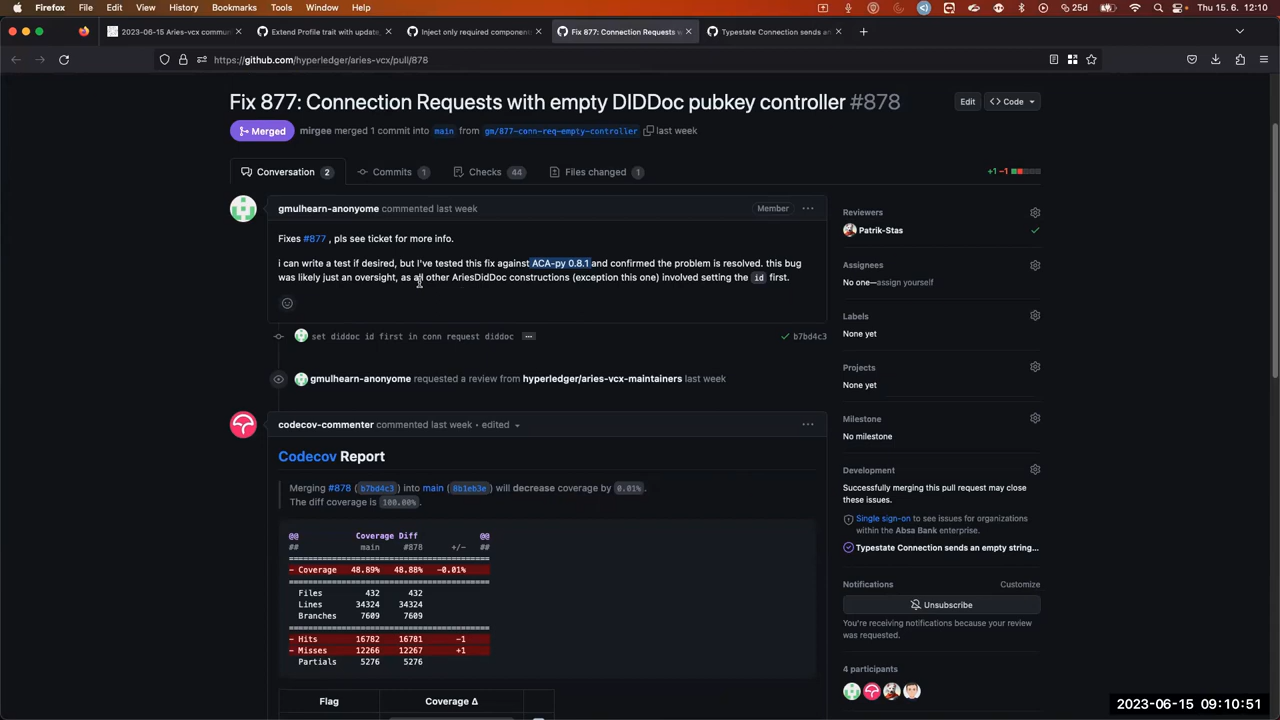 Firefox File Edit View History Bookmarks Tools Window Help 25d Thu 15. 6. 12:10
2023-06-15 Aries-vcx commun
Extend Profile trait with update_
Inject only required component
Fix 877: Connection Requests w
Typestate Connection sends an
https://github.com/hyperledger/aries-vcx/pull/878
Fix 877: Connection Requests with empty DIDDoc pubkey controller #878
Edit
Code
Merged
mirgee merged 1 commit into main from gm/877-conn-req-empty-controller last week
Conversation 2
Commits 1
Checks 44
Files changed 1
+1 −1
gmulhearn-anonyome commented last week
Member
Fixes #877 , pls see ticket for more info.
i can write a test if desired, but I've tested this fix against ACA-py 0.8.1 and confirmed the problem is resolved. this bug
was likely just an oversight, as all other AriesDidDoc constructions (exception this one) involved setting the id first.
set diddoc id first in conn request diddoc
b7bd4c3
gmulhearn-anonyome requested a review from hyperledger/aries-vcx-maintainers last week
codecov-commenter commented last week • edited
Codecov Report
Merging #878 (b7bd4c3) into main (8b1eb3e) will decrease coverage by 0.01%.
The diff coverage is 100.00%.
@@ Coverage Diff @@
## main #878 +/- ##
==========================================
- Coverage 48.89% 48.88% -0.01%
==========================================
Files 432 432
Lines 34324 34324
Branches 7609 7609
==========================================
- Hits 16782 16781 -1
- Misses 12266 12267 +1
Partials 5276 5276
Flag
Coverage Δ
Reviewers
Patrik-Stas
Assignees
No one—assign yourself
Labels
None yet
Projects
None yet
Milestone
No milestone
Development
Successfully merging this pull request may close
these issues.
Single sign-on to see issues for organizations
within the Absa Bank enterprise.
Typestate Connection sends an empty string...
Notifications
Customize
Unsubscribe
You're receiving notifications because your review
was requested.
4 participants
2023-06-15 09:10:51